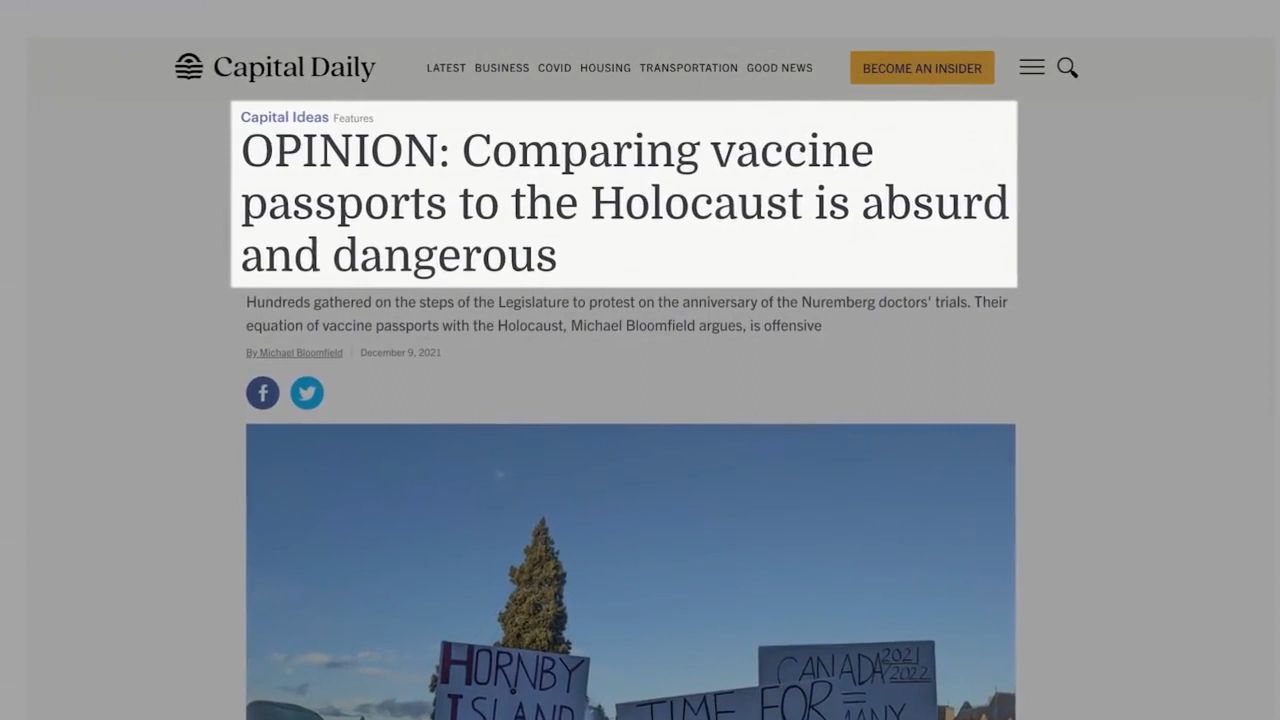 Capital Daily
LATEST BUSINESS COVID HOUSING TRANSPORTATION GOOD NEWS
BECOME AN INSIDER
Capital Ideas Features
OPINION: Comparing vaccine
passports to the Holocaust is absurd
and dangerous
Hundreds gathered on the steps of the Legislature to protest on the anniversary of the Nuremberg doctors' trials. Their
equation of vaccine passports with the Holocaust, Michael Bloomfield argues, is offensive
By Michael Bloomfield | December 9, 2021
HORNBY
ISLAND
TIME FOR
CANADA 2021
2022
=
MANY